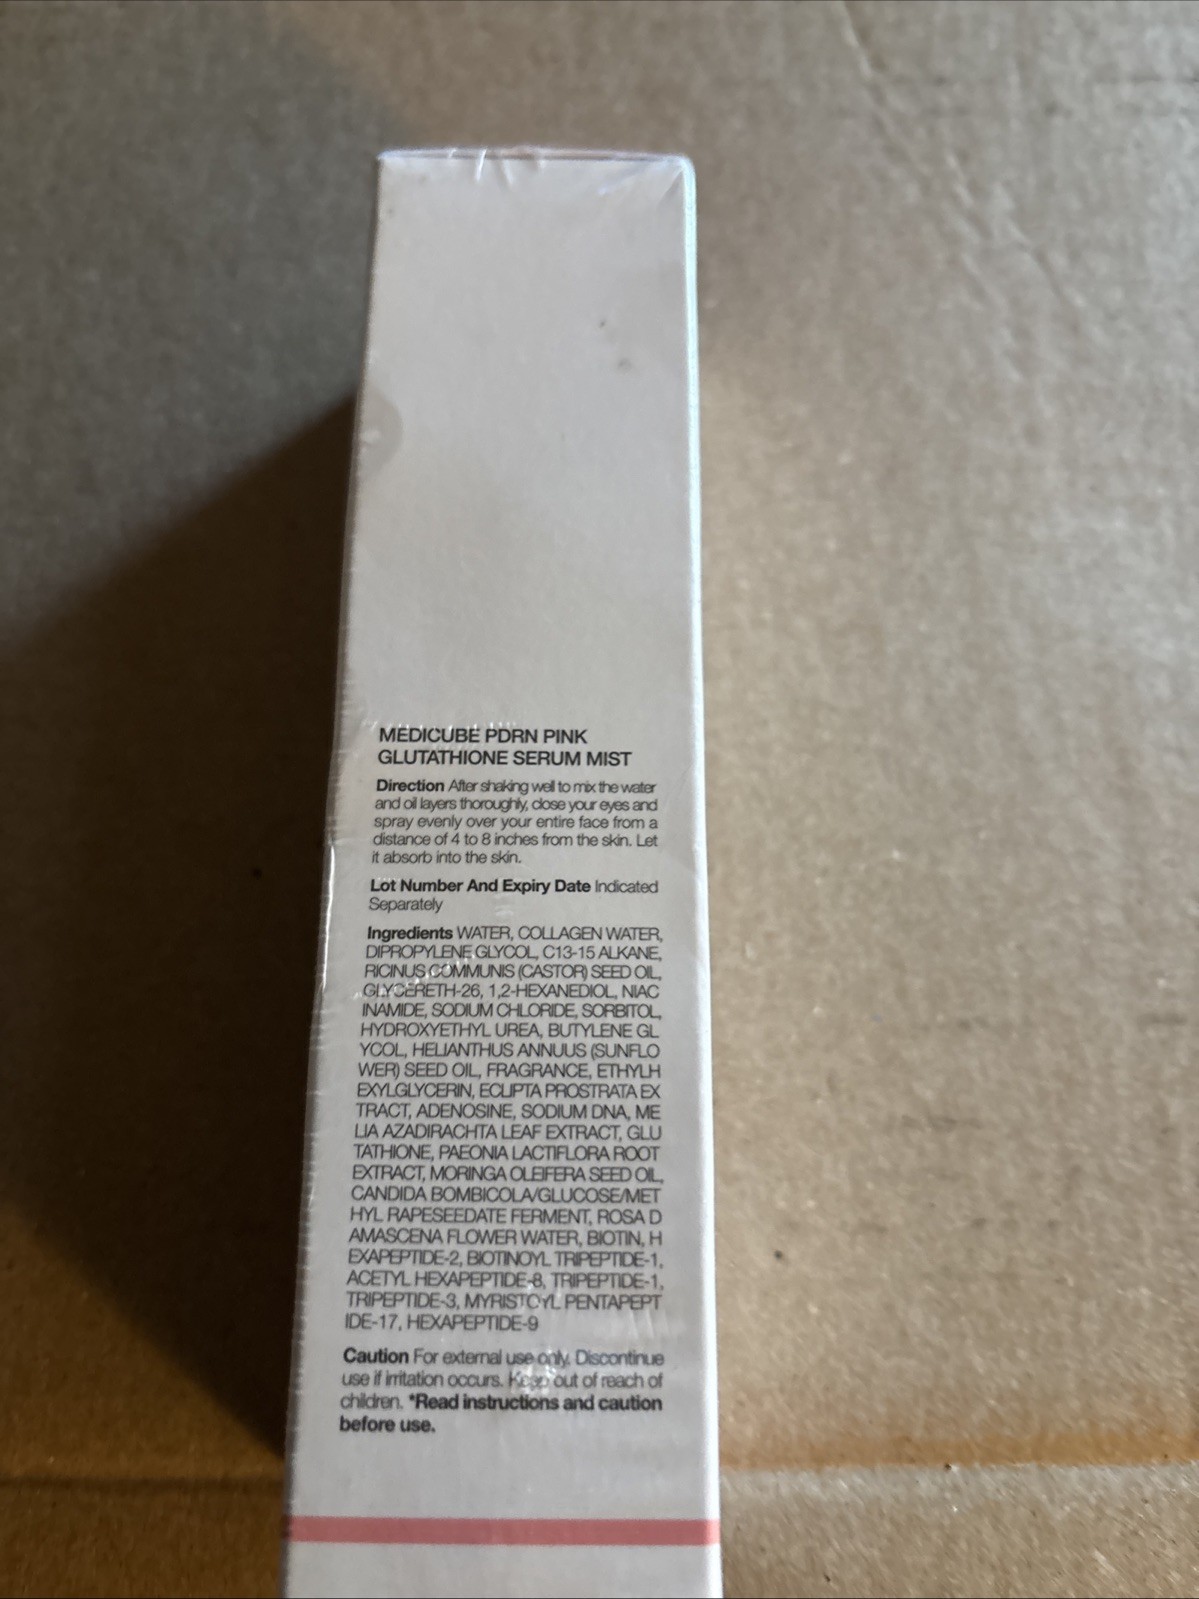 MEDICUBE PDRN PINK
GLUTATHIONE SERUM MIST
Direction After shaking well to mix the water
and oil layers thoroughly, close your eyes and
spray evenly over your entire face from a
distance of 4 to 8 inches from the skin. Let
it absorb into the skin.
Lot Number And Expiry Date Indicated
Separately
Ingredients WATER, COLLAGEN WATER,
DIPROPYLENE GLYCOL, C13-15 ALKANE,
RICINUS COMMUNIS (CASTOR) SEED OIL,
GLYCERETH-26, 1,2-HEXANEDIOL, NIAC
INAMIDE, SODIUM CHLORIDE, SORBITOL,
HYDROXYETHYL UREA, BUTYLENE GL
YCOL, HELIANTHUS ANNUUS (SUNFLO
WER) SEED OIL, FRAGRANCE, ETHYLH
EXYLGLYCERIN, ECLIPTA PROSTRATA EX
TRACT, ADENOSINE, SODIUM DNA, ME
LIA AZADIRACHTA LEAF EXTRACT, GLU
TATHIONE, PAEONIA LACTIFLORA ROOT
EXTRACT, MORINGA OLEIFERA SEED OIL,
CANDIDA BOMBICOLA/GLUCOSE/MET
HYL RAPESEEDATE FERMENT, ROSA D
AMASCENA FLOWER WATER, BIOTIN, H
EXAPEPTIDE-2, BIOTINOYL TRIPEPTIDE-1,
ACETYL HEXAPEPTIDE-8, TRIPEPTIDE-1,
TRIPEPTIDE-3, MYRISTOYL PENTAPEPT
IDE-17, HEXAPEPTIDE-9
Caution For external use only. Discontinue
use if irritation occurs. Keep out of reach of
children. *Read instructions and caution
before use.